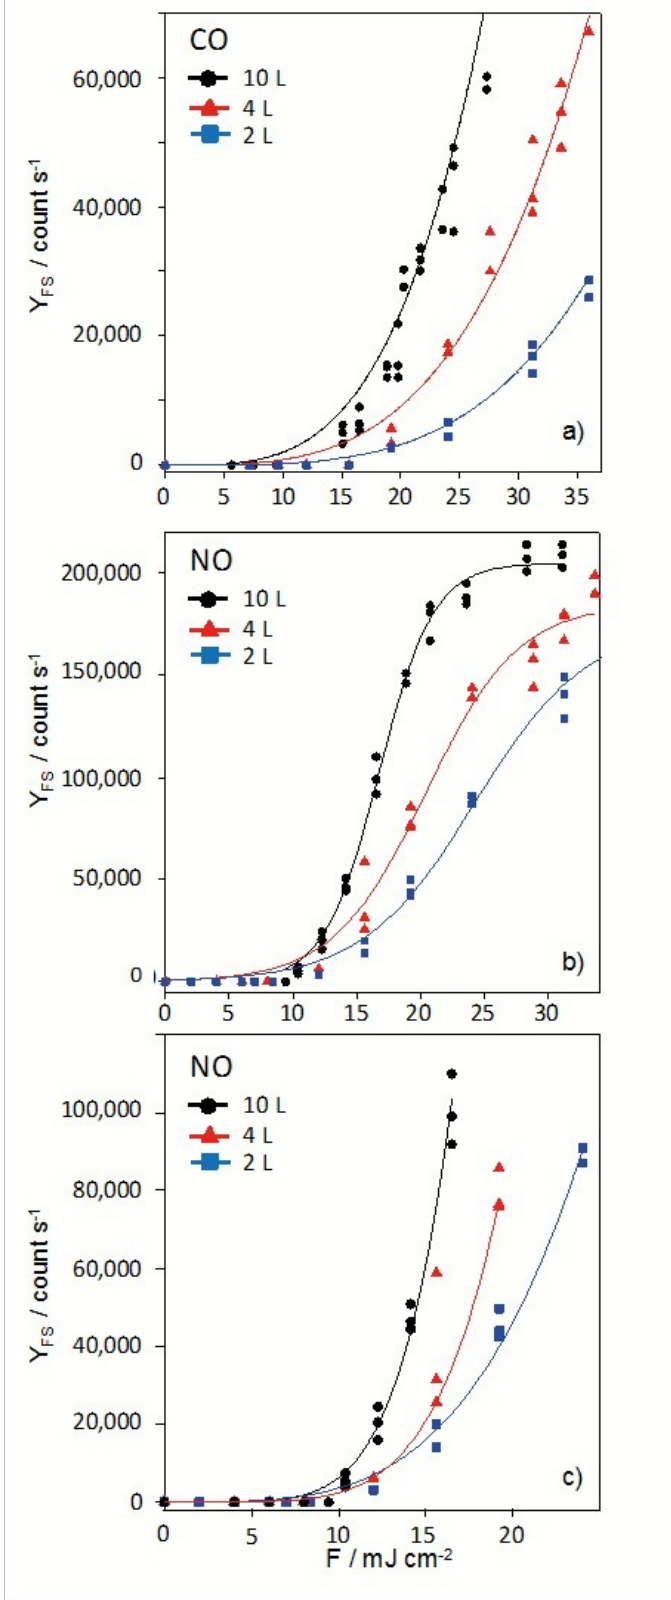 CO
10 L
4 L
2 L
60,000
40,000
20,000
0
Y_FS / count s⁻¹
a)
0 5 10 15 20 25 30 35
NO
10 L
4 L
2 L
200,000
150,000
100,000
50,000
0
Y_FS / count s⁻¹
b)
0 5 10 15 20 25 30
NO
10 L
4 L
2 L
100,000
80,000
60,000
40,000
20,000
0
Y_FS / count s⁻¹
c)
0 5 10 15 20
F / mJ cm⁻²